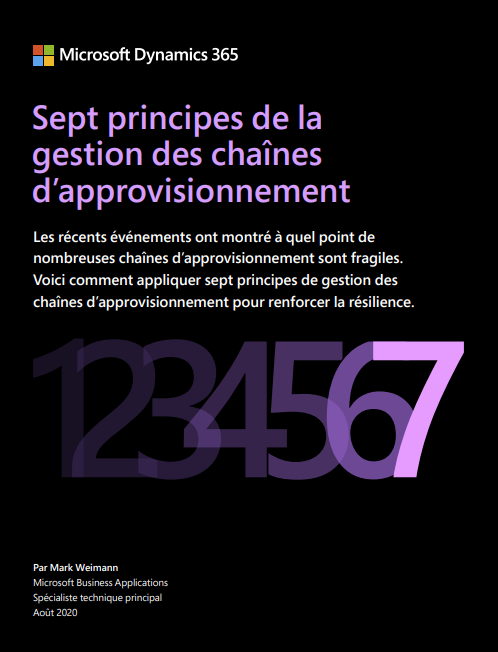 Microsoft Dynamics 365
Sept principes de la
gestion des chaînes
d’approvisionnement
Les récents événements ont montré à quel point de
nombreuses chaînes d’approvisionnement sont fragiles.
Voici comment appliquer sept principes de gestion des
chaînes d’approvisionnement pour renforcer la résilience.
1234567
Par Mark Weimann
Microsoft Business Applications
Spécialiste technique principal
Août 2020